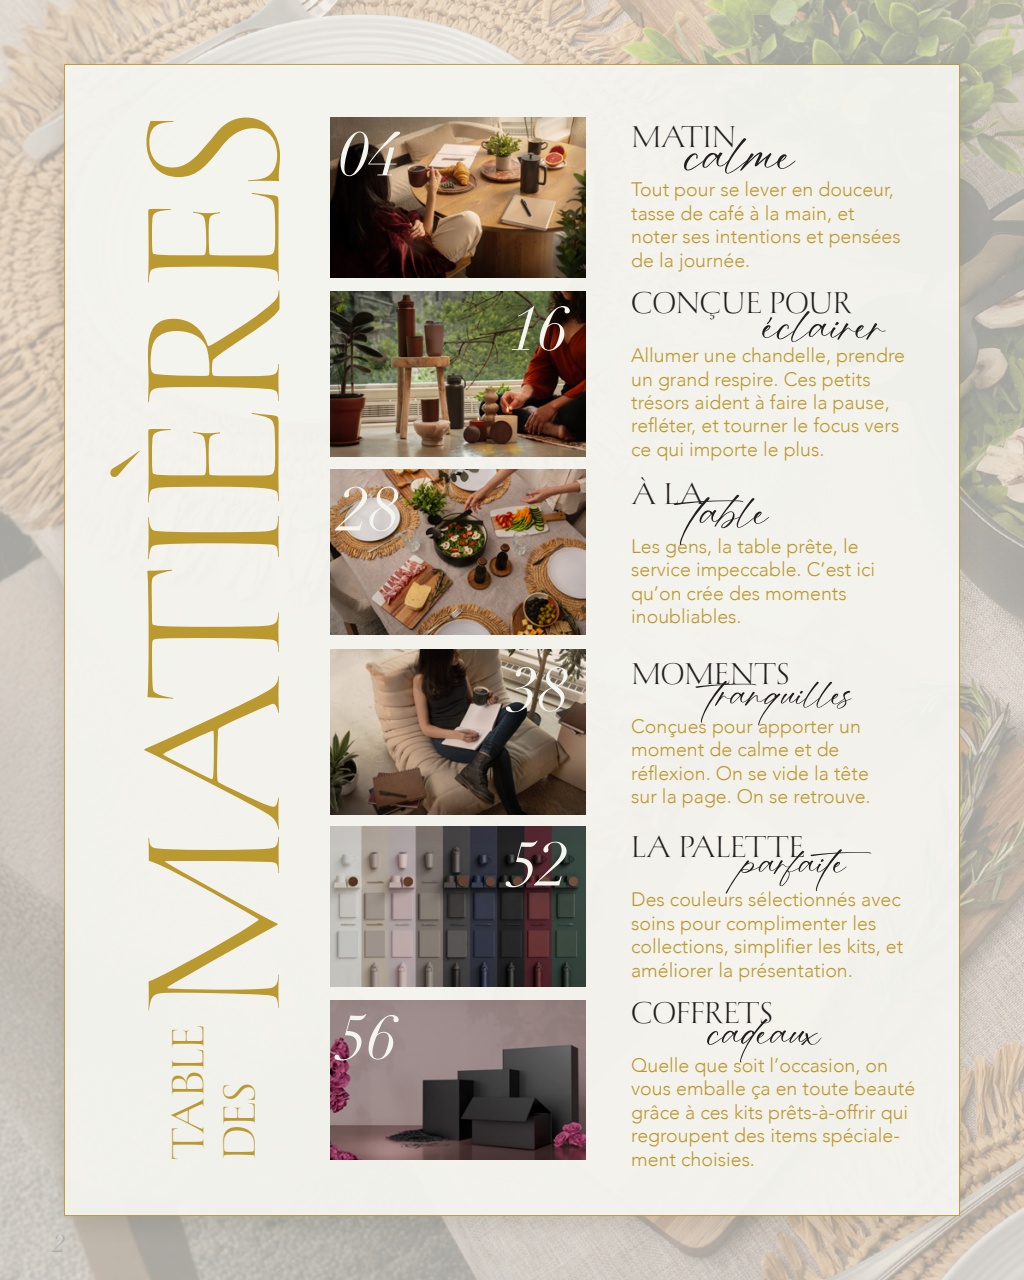 TABLE
DES
MATIÈRES
04
MATIN
calme
Tout pour se lever en douceur,
tasse de café à la main, et
noter ses intentions et pensées
de la journée.
16
CONÇUE POUR
éclairer
Allumer une chandelle, prendre
un grand respire. Ces petits
trésors aident à faire la pause,
refléter, et tourner le focus vers
ce qui importe le plus.
28
À LA
table
Les gens, la table prête, le
service impeccable. C’est ici
qu’on crée des moments
inoubliables.
38
MOMENTS
tranquilles
Conçues pour apporter un
moment de calme et de
réflexion. On se vide la tête
sur la page. On se retrouve.
52
LA PALETTE
parfaite
Des couleurs sélectionnés avec
soins pour complimenter les
collections, simplifier les kits, et
améliorer la présentation.
56
COFFRETS
cadeaux
Quelle que soit l’occasion, on
vous emballe ça en toute beauté
grâce à ces kits prêts-à-offrir qui
regroupent des items spéciale-
ment choisies.
2